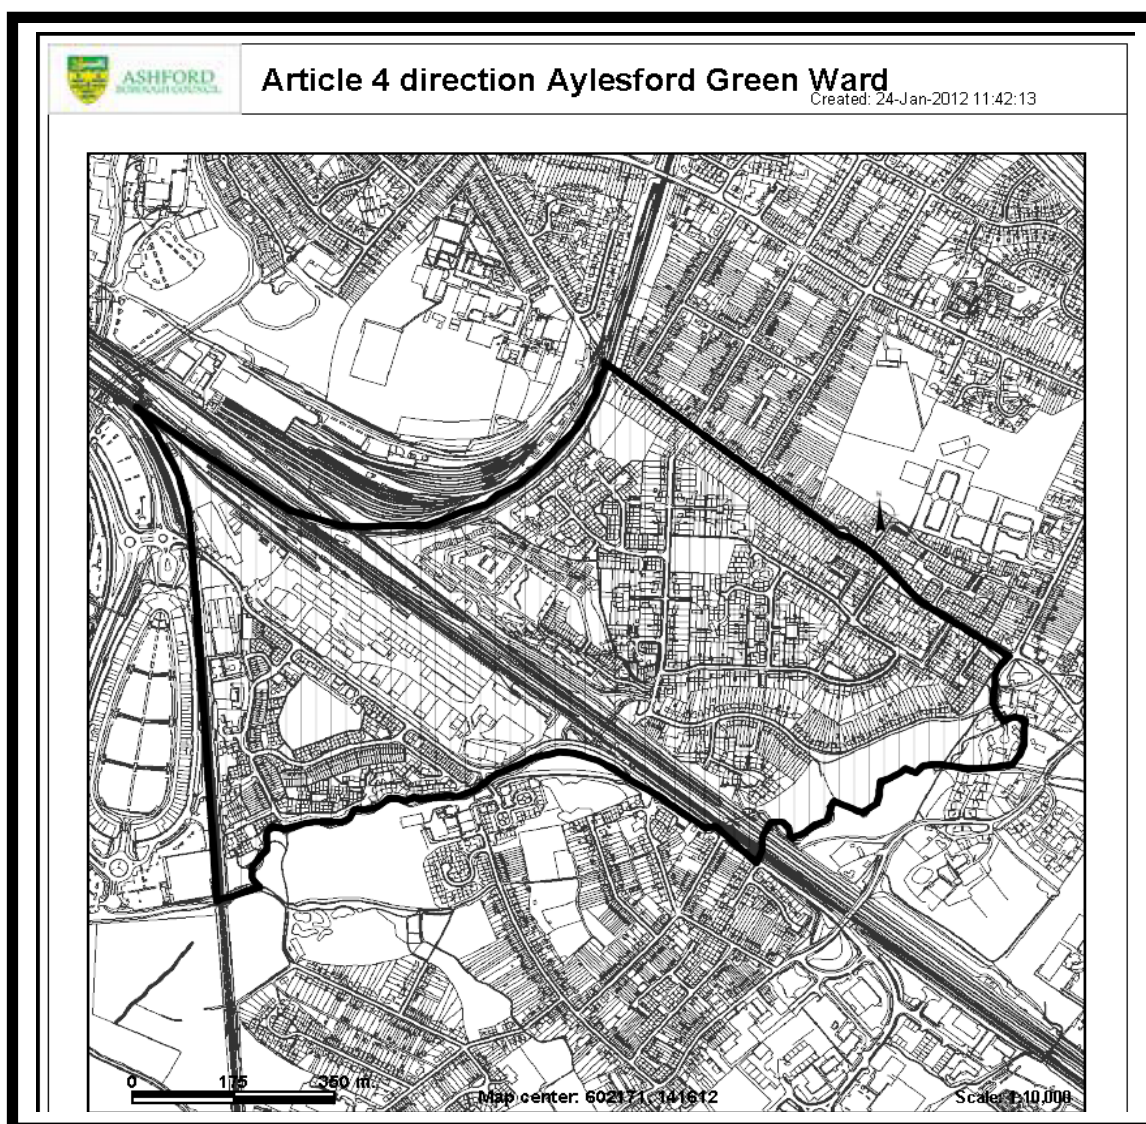 ASHFORD
BOROUGH COUNCIL
Article 4 direction Aylesford Green Ward
Created: 24-Jan-2012 11:42:13
N
0 175 350 m.
Map center: 602171, 141612
Scale: 1:10,000